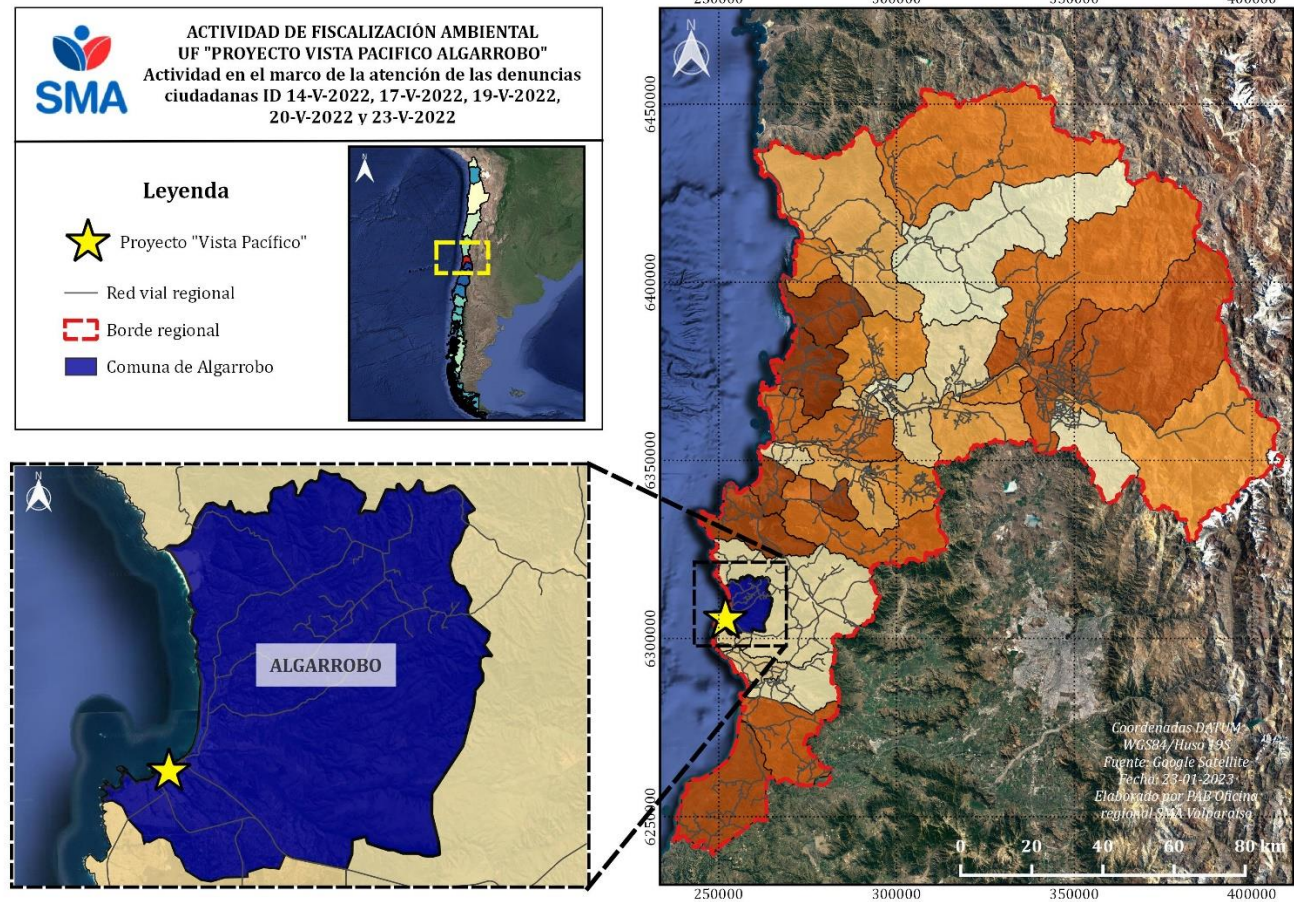 SMA
ACTIVIDAD DE FISCALIZACIÓN AMBIENTAL
UF "PROYECTO VISTA PACIFICO ALGARROBO"
Actividad en el marco de la atención de las denuncias
ciudadanas ID 14-V-2022, 17-V-2022, 19-V-2022,
20-V-2022 y 23-V-2022
Leyenda
Proyecto "Vista Pacífico"
Red vial regional
Borde regional
Comuna de Algarrobo
N
N
ALGARROBO
250000 300000 350000 400000
N
6450000
6400000
6350000
6300000
6250000
Coordenadas DATUM
WGS84/Huso 19S
Fuente: Google Satellite
Fecha: 23-01-2023
Elaborado por PAB Oficina
regional SMA Valparaíso
0 20 40 60 80 km
250000 300000 350000 400000